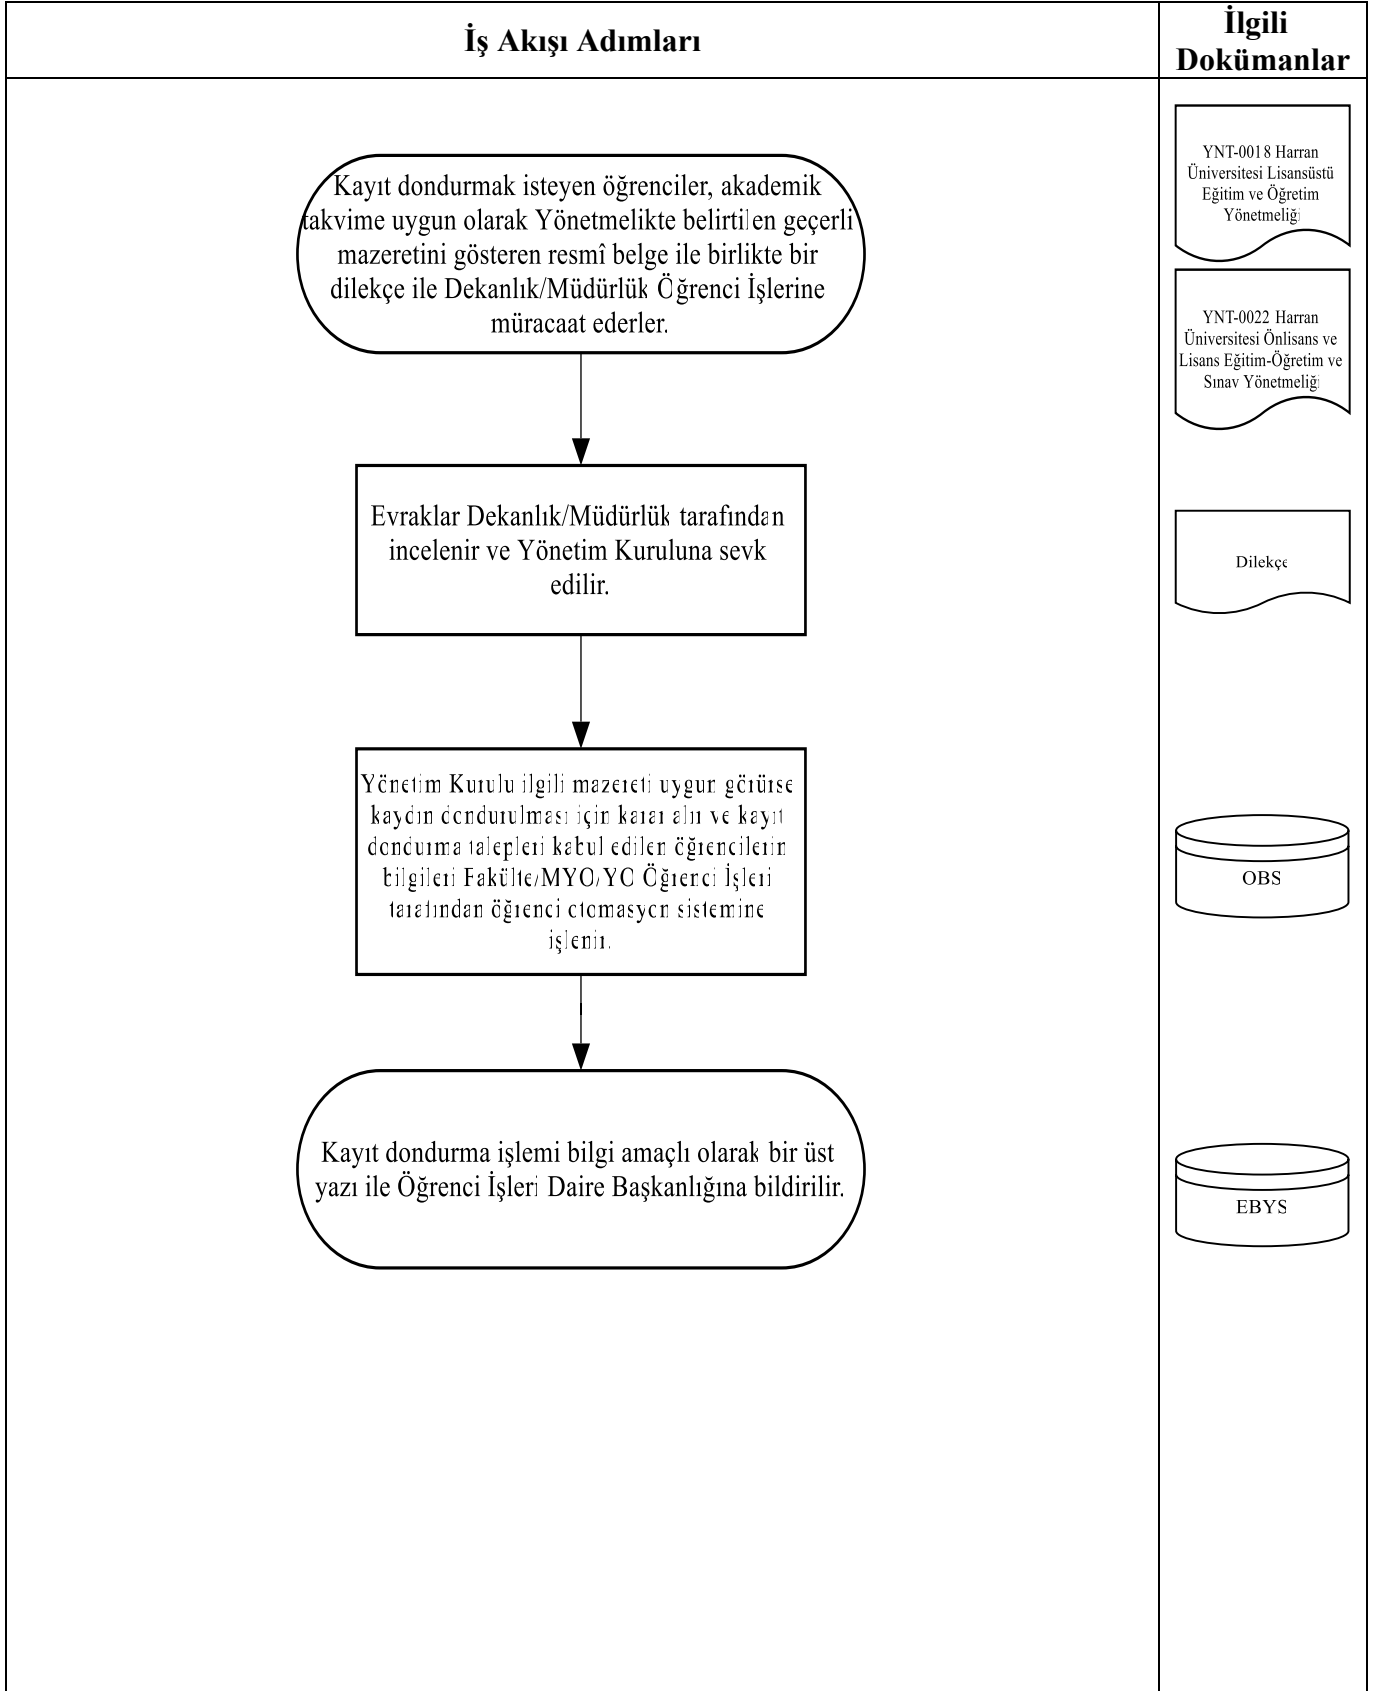 İş Akışı Adımları
İlgili
Dokümanlar
Kayıt dondurmak isteyen öğrenciler, akademik
takvime uygun olarak Yönetmelikte belirtilen geçerli
mazeretini gösteren resmî belge ile birlikte bir
dilekçe ile Dekanlık/Müdürlük Öğrenci İşlerine
müracaat ederler.
Evraklar Dekanlık/Müdürlük tarafından
incelenir ve Yönetim Kuruluna sevk
edilir.
Yönetim Kurulu ilgili mazereti uygun görürse
kaydın dondurulması için karar alır ve kayıt
dondurma talepleri kabul edilen öğrencilerin
bilgileri Fakülte/MYO/YO Öğrenci İşleri
tarafından öğrenci otomasyon sistemine
işlenir.
Kayıt dondurma işlemi bilgi amaçlı olarak bir üst
yazı ile Öğrenci İşleri Daire Başkanlığına bildirilir.
YNT-0018 Harran
Üniversitesi Lisansüstü
Eğitim ve Öğretim
Yönetmeliği
YNT-0022 Harran
Üniversitesi Önlisans ve
Lisans Eğitim-Öğretim ve
Sınav Yönetmeliği
Dilekçe
OBS
EBYS